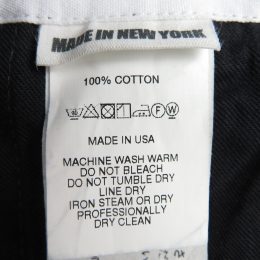 MADE IN NEW YORK
100% COTTON
F W
MADE IN USA
MACHINE WASH WARM
DO NOT BLEACH
DO NOT TUMBLE DRY
LINE DRY
IRON STEAM OR DRY
PROFESSIONALLY
DRY CLEAN